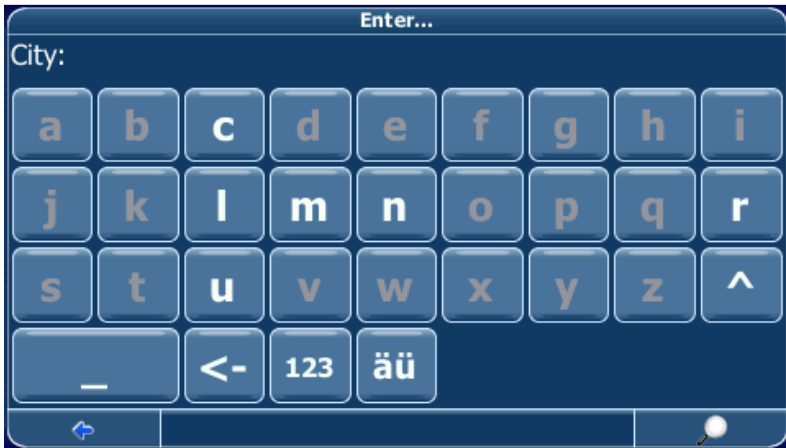 Enter...
City:
a b c d e f g h i
j k l m n o p q r
s t u v w x y z ^
_ <- 123 äü